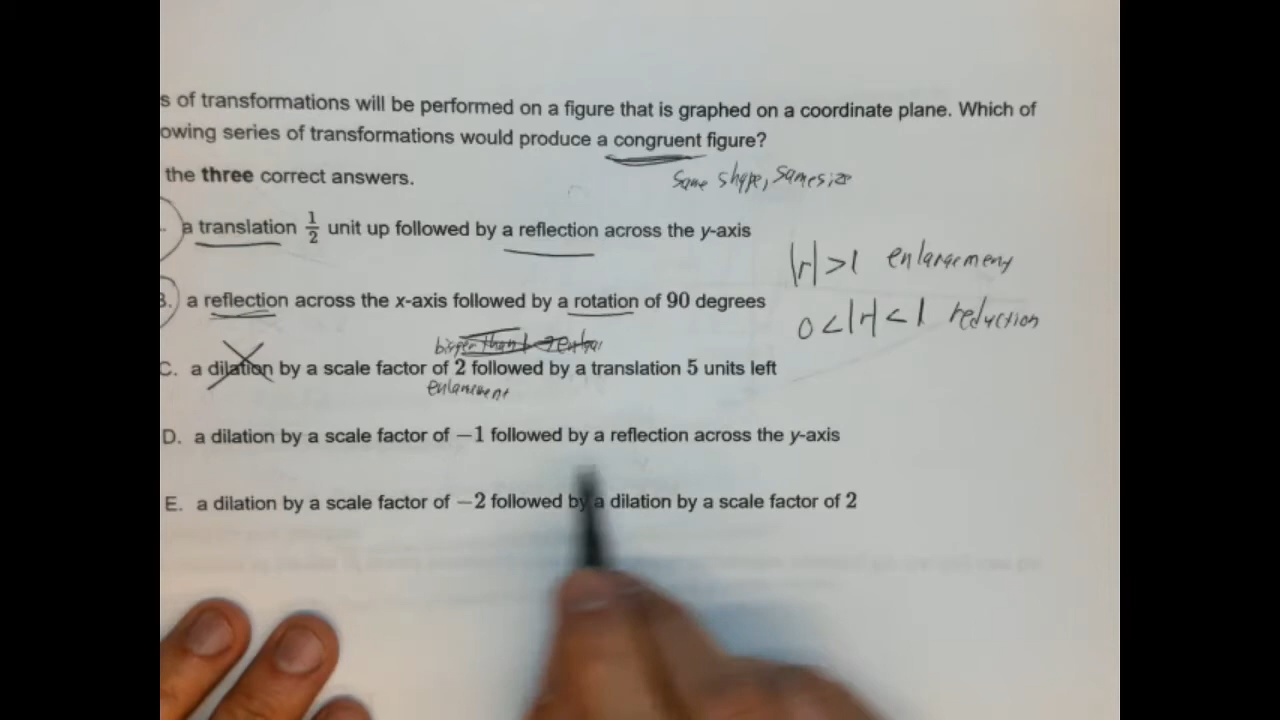 s of transformations will be performed on a figure that is graphed on a coordinate plane. Which of
owing series of transformations would produce a congruent figure?
same shape, same size
the three correct answers.
a translation 1/2 unit up followed by a reflection across the y-axis
|r| > 1 enlargement
B. a reflection across the x-axis followed by a rotation of 90 degrees
0 < |r| < 1 reduction
bigger than 1
C. a dilation by a scale factor of 2 followed by a translation 5 units left
enlargement
D. a dilation by a scale factor of −1 followed by a reflection across the y-axis
E. a dilation by a scale factor of −2 followed by a dilation by a scale factor of 2